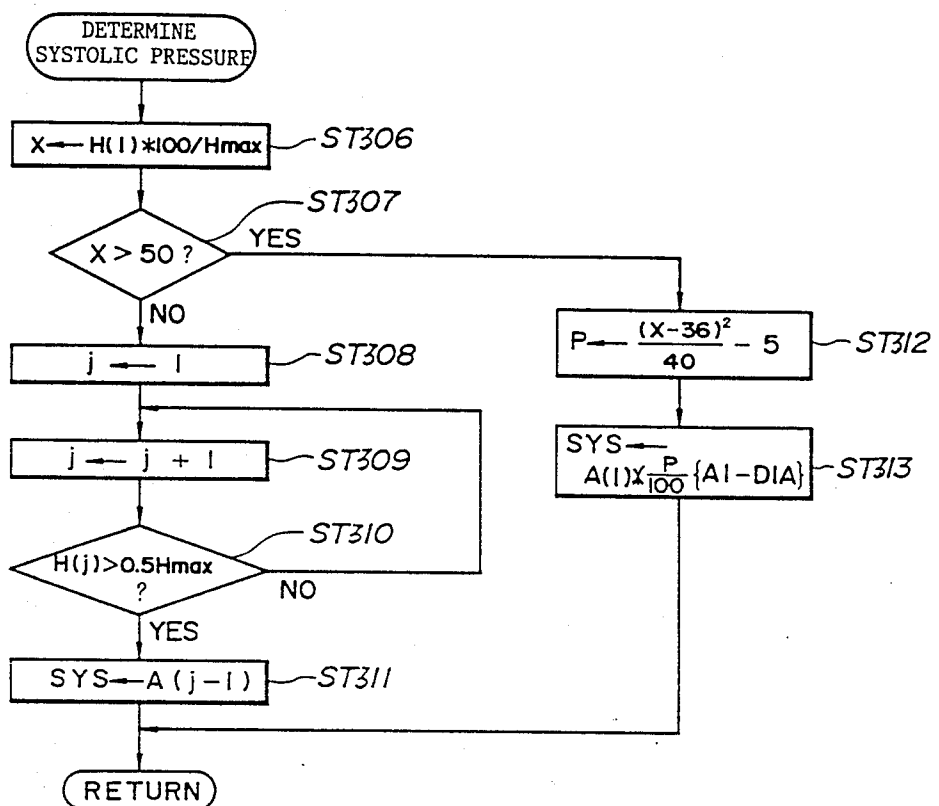 DETERMINE
SYSTOLIC PRESSURE
X ← H(1)*100/Hmax
ST306
ST307
X > 50 ?
YES
NO
j ← 1
ST308
j ← j + 1
ST309
ST310
H(j)>0.5Hmax
?
NO
YES
SYS ← A(j-1)
ST311
RETURN
P ← (X-36)²/40 - 5
ST312
SYS ←
A(1)X P/100 {A1-DIA}
ST313